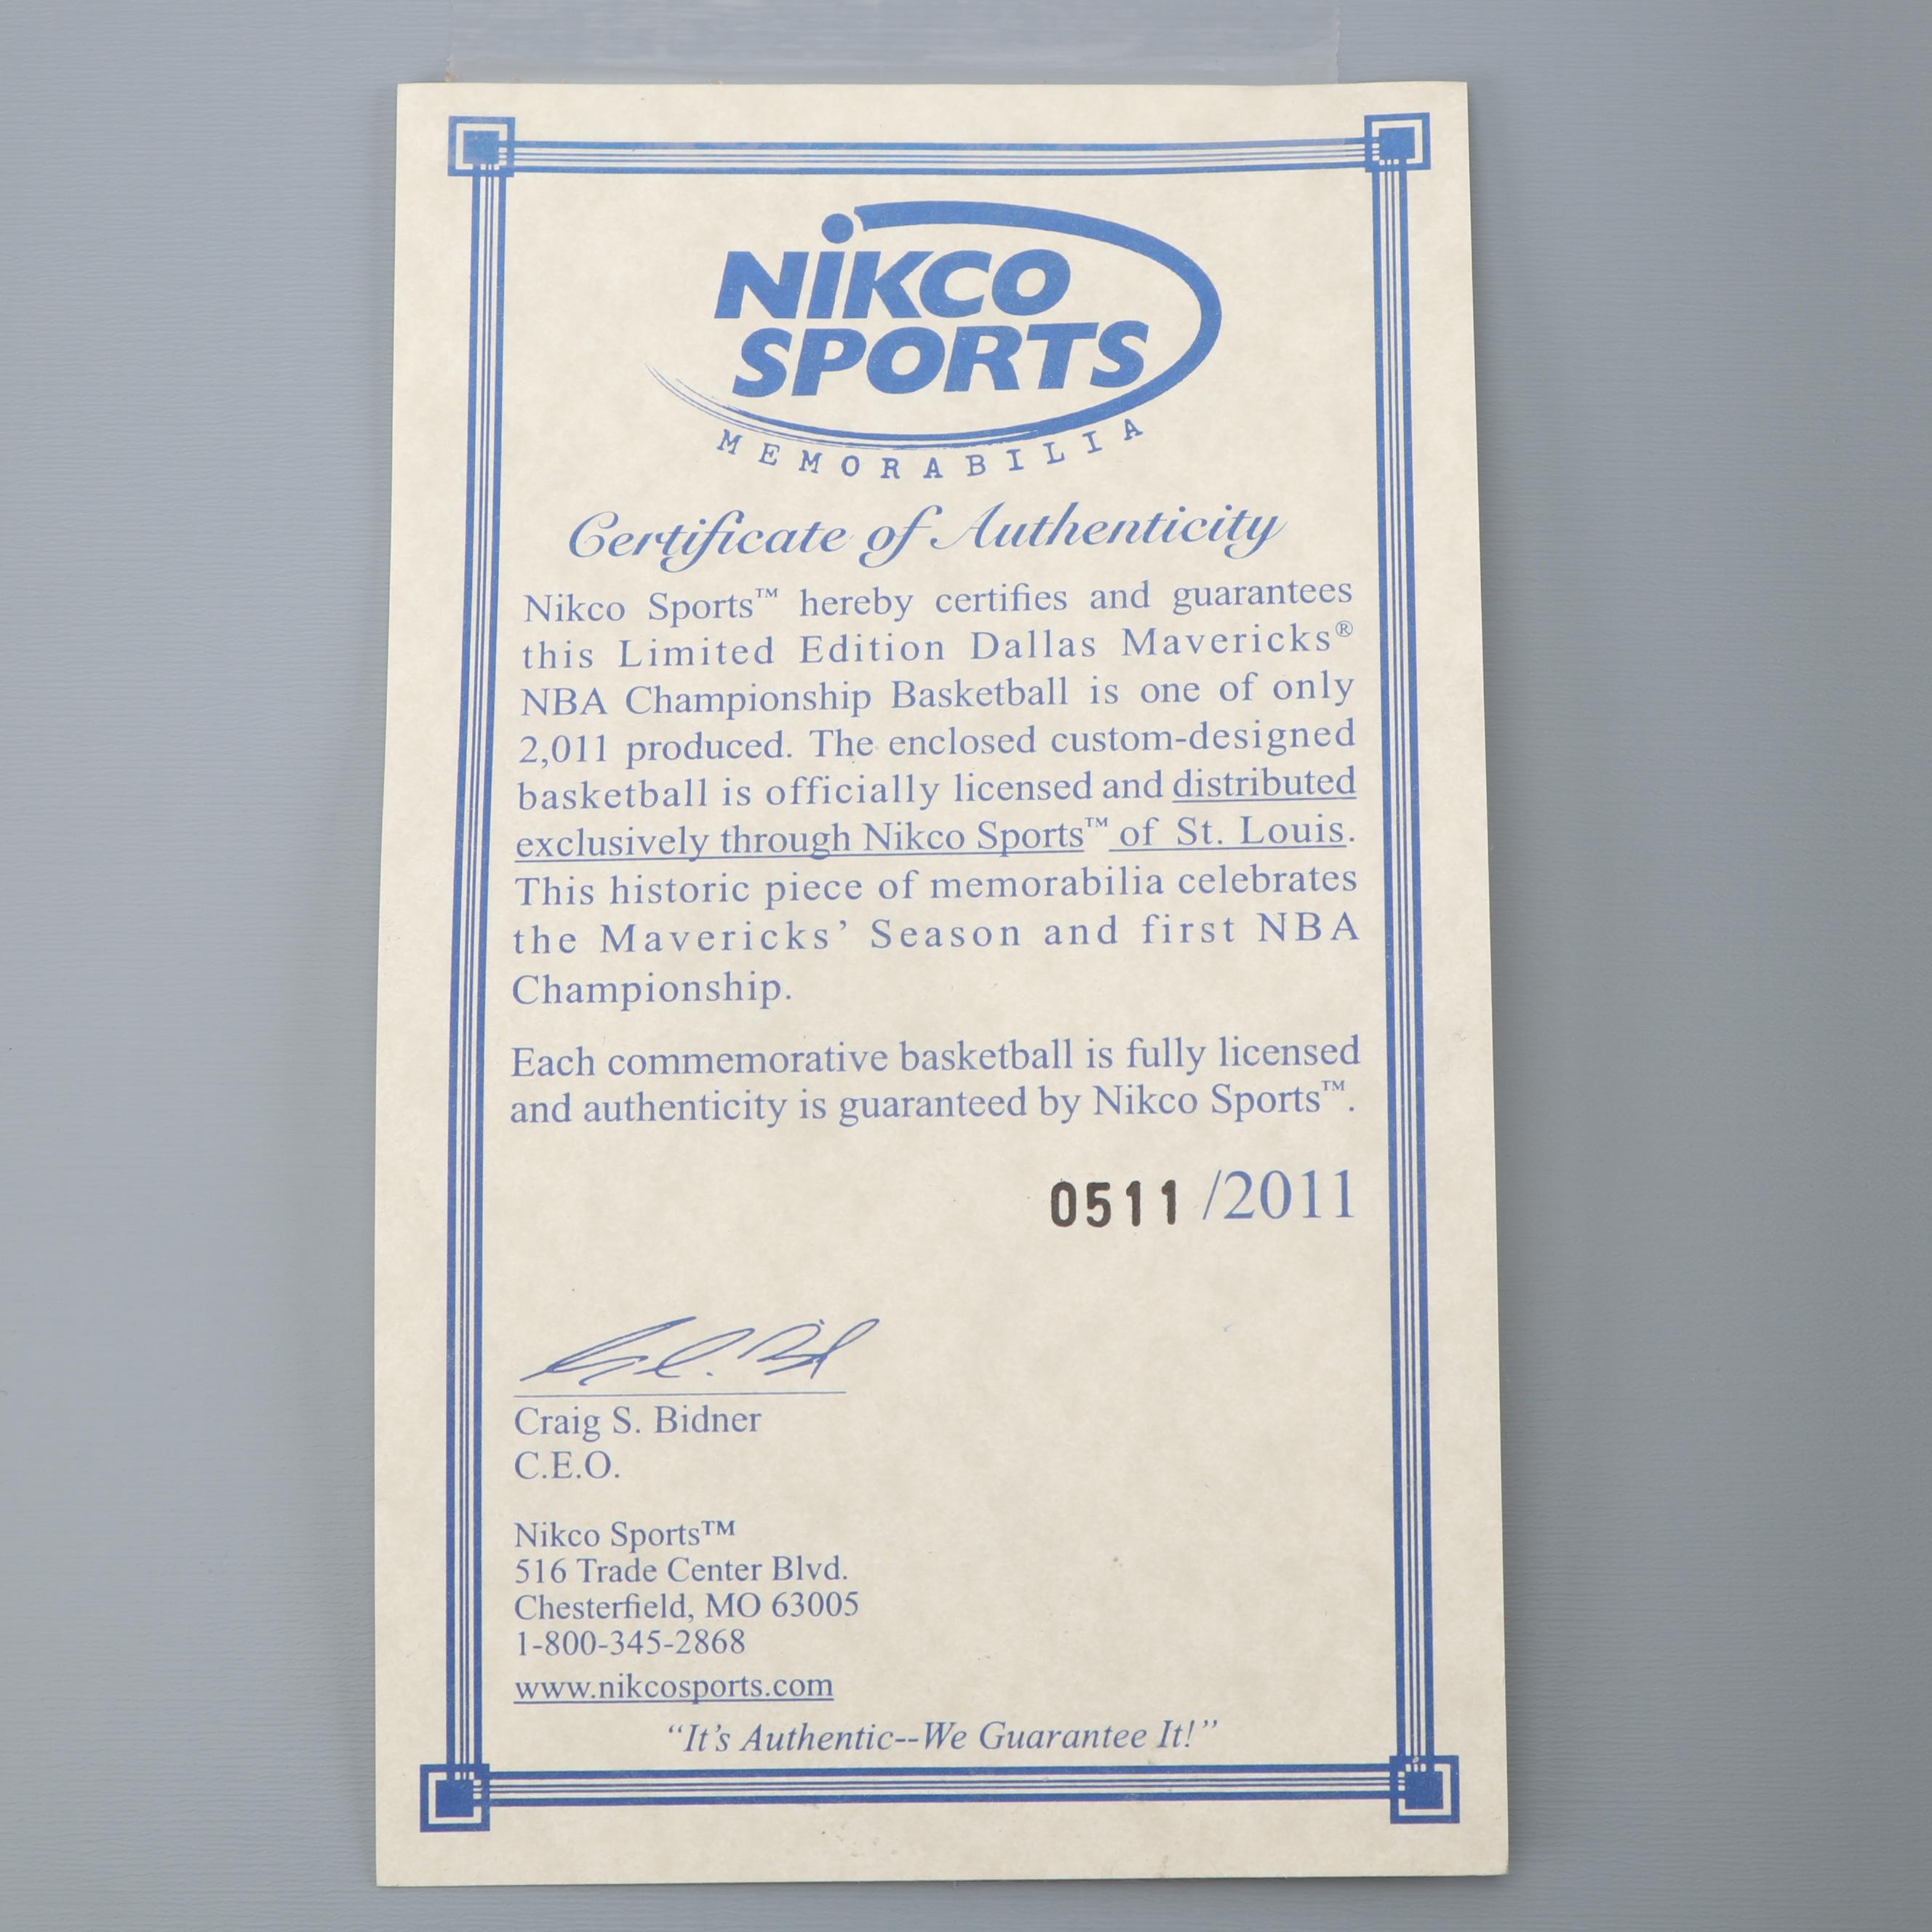 NiKCO
SPORTS
MEMORABILIA
Certificate of Authenticity
Nikco Sports™ hereby certifies and guarantees
this Limited Edition Dallas Mavericks®
NBA Championship Basketball is one of only
2,011 produced. The enclosed custom-designed
basketball is officially licensed and distributed
exclusively through Nikco Sports™ of St. Louis.
This historic piece of memorabilia celebrates
the Mavericks’ Season and first NBA
Championship.
Each commemorative basketball is fully licensed
and authenticity is guaranteed by Nikco Sports™.
0511 /2011
Craig S. Bidner
C.E.O.
Nikco Sports™
516 Trade Center Blvd.
Chesterfield, MO 63005
1-800-345-2868
www.nikcosports.com
“It’s Authentic--We Guarantee It!”